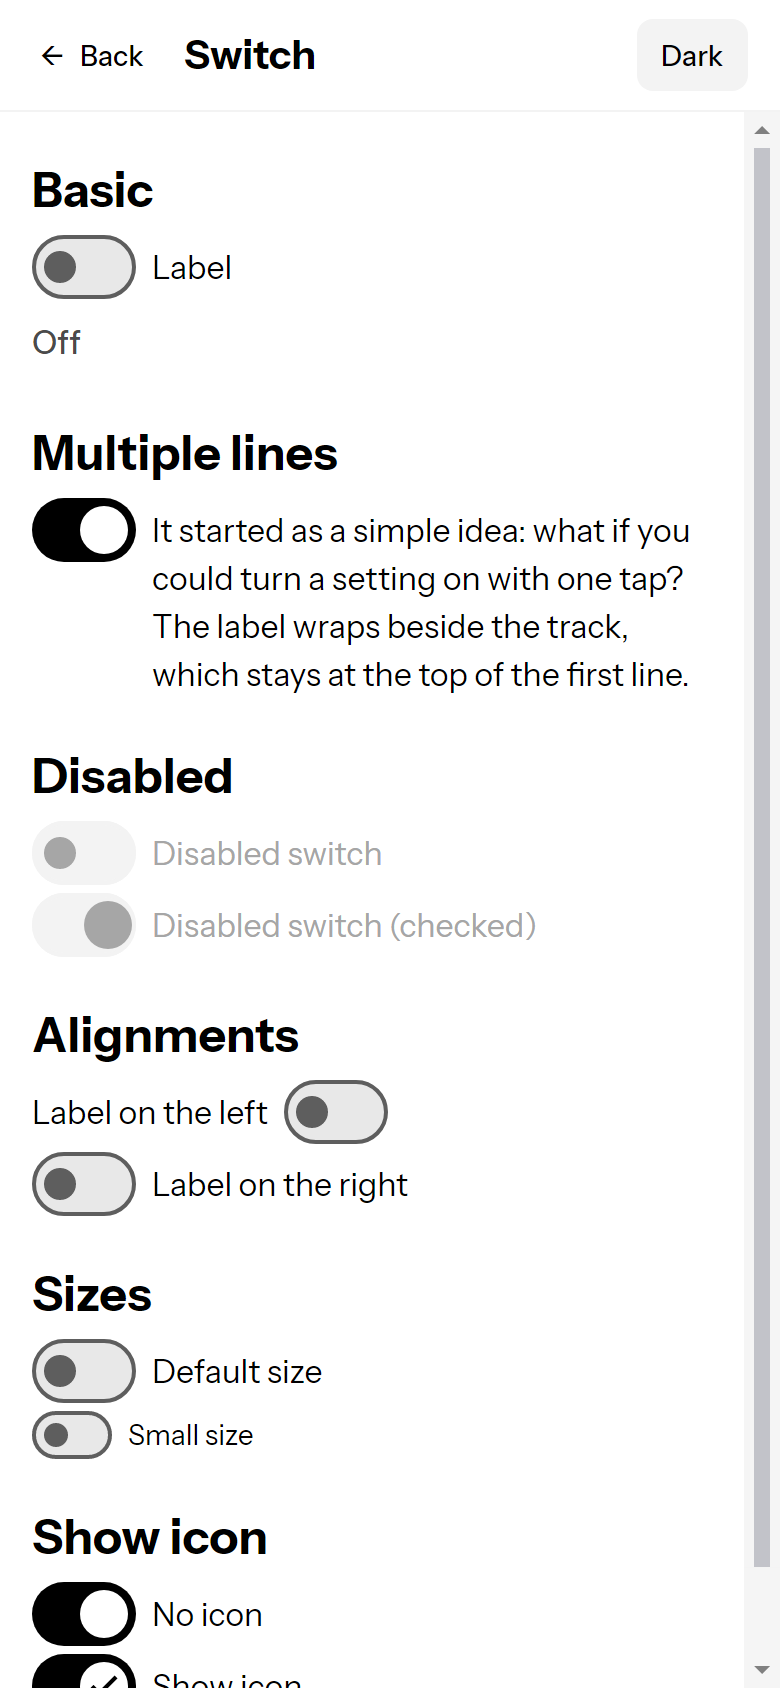 Back
Switch
Dark
Basic
Label
Off
Multiple lines
It started as a simple idea: what if you
could turn a setting on with one tap?
The label wraps beside the track,
which stays at the top of the first line.
Disabled
Disabled switch
Disabled switch (checked)
Alignments
Label on the left
Label on the right
Sizes
Default size
Small size
Show icon
No icon
Show icon